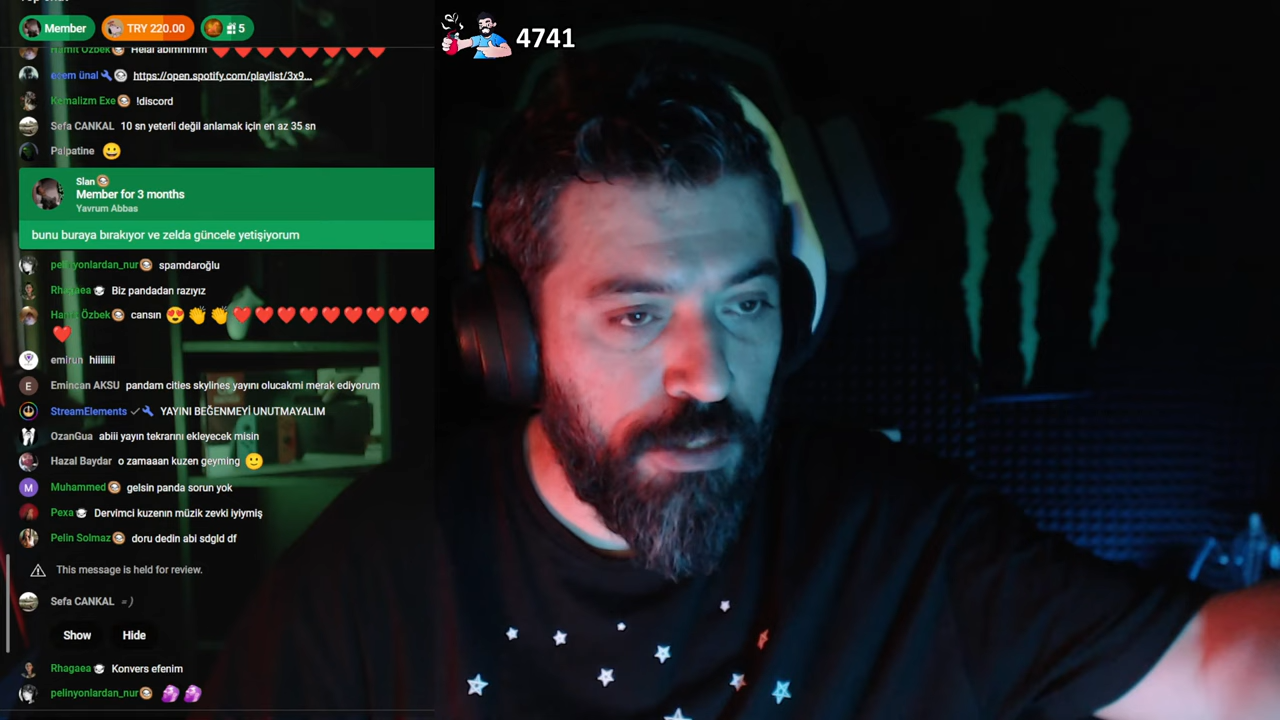 Member
TRY 220.00
5
4741
Hamit Özbek Helal abimmmm
ecem ünal https://open.spotify.com/playlist/3x9...
Kemalizm Exe !discord
Sefa CANKAL 10 sn yeterli değil anlamak için en az 35 sn
Palpatine
Slan
Member for 3 months
Yavrum Abbas
bunu buraya bırakıyor ve zelda güncele yetişiyorum
pelinyonlardan_nur spamdaroğlu
Rhagaea Biz pandadan razıyız
Hamit Özbek cansın
emirun hiiiiiiii
Emincan AKSU pandam cities skylines yayını olucakmi merak ediyorum
StreamElements YAYINI BEĞENMEYİ UNUTMAYALIM
OzanGua abiii yayın tekrarını ekleyecek misin
Hazal Baydar o zamaaan kuzen geyming
Muhammed gelsin panda sorun yok
Pexa Dervimci kuzenın müzik zevki iyiymiş
Pelin Solmaz doru dedin abi sdgld df
This message is held for review.
Sefa CANKAL =)
Show Hide
Rhagaea Konvers efenim
pelinyonlardan_nur